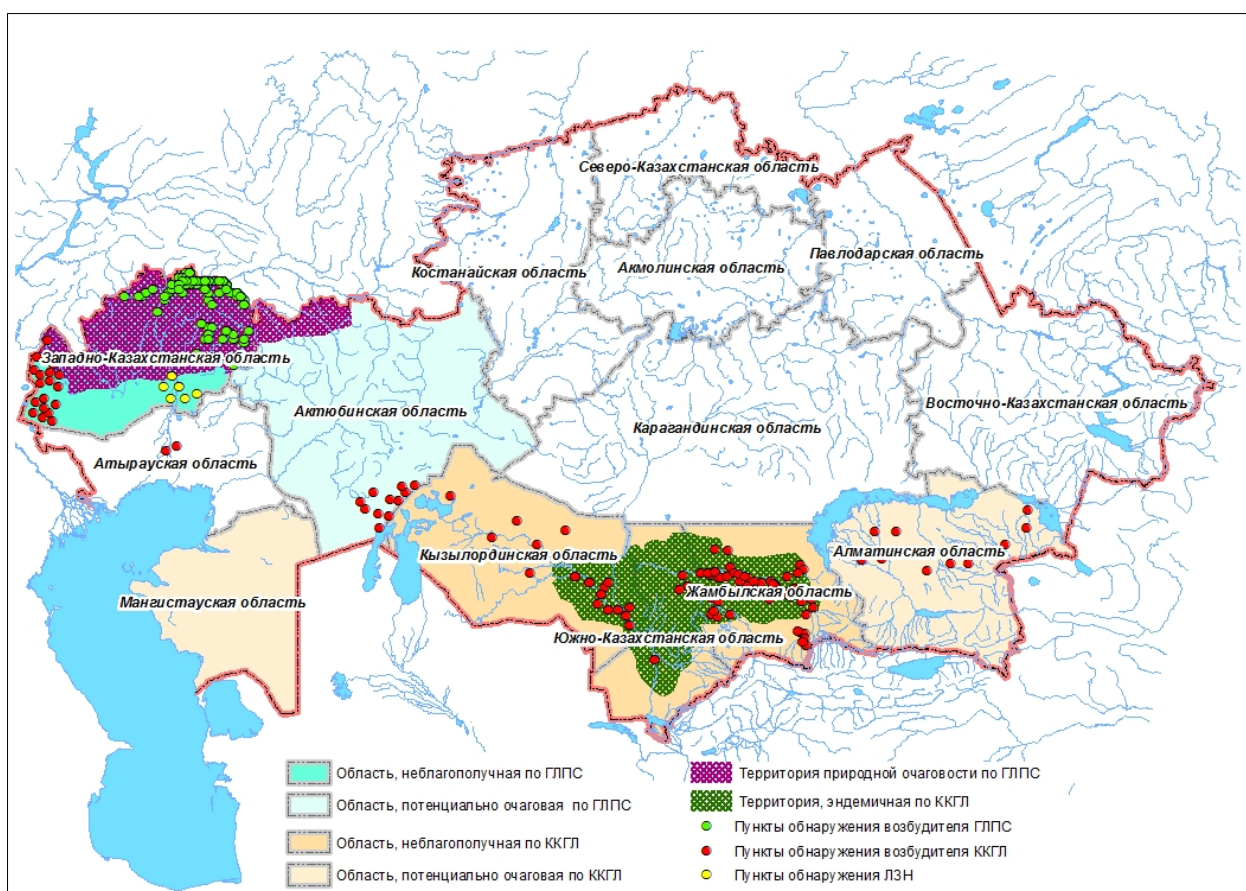 Северо-Казахстанская область
Костанайская область
Акмолинская область
Павлодарская область
Западно-Казахстанская область
Актюбинская область
Карагандинская область
Восточно-Казахстанская область
Атырауская область
Кызылординская область
Алматинская область
Жамбылская область
Мангистауская область
Южно-Казахстанская область
Область, неблагополучная по ГЛПС
Область, потенциально очаговая по ГЛПС
Область, неблагополучная по ККГЛ
Область, потенциально очаговая по ККГЛ
Территория природной очаговости по ГЛПС
Территория, эндемичная по ККГЛ
Пункты обнаружения возбудителя ГЛПС
Пункты обнаружения возбудителя ККГЛ
Пункты обнаружения ЛЗН